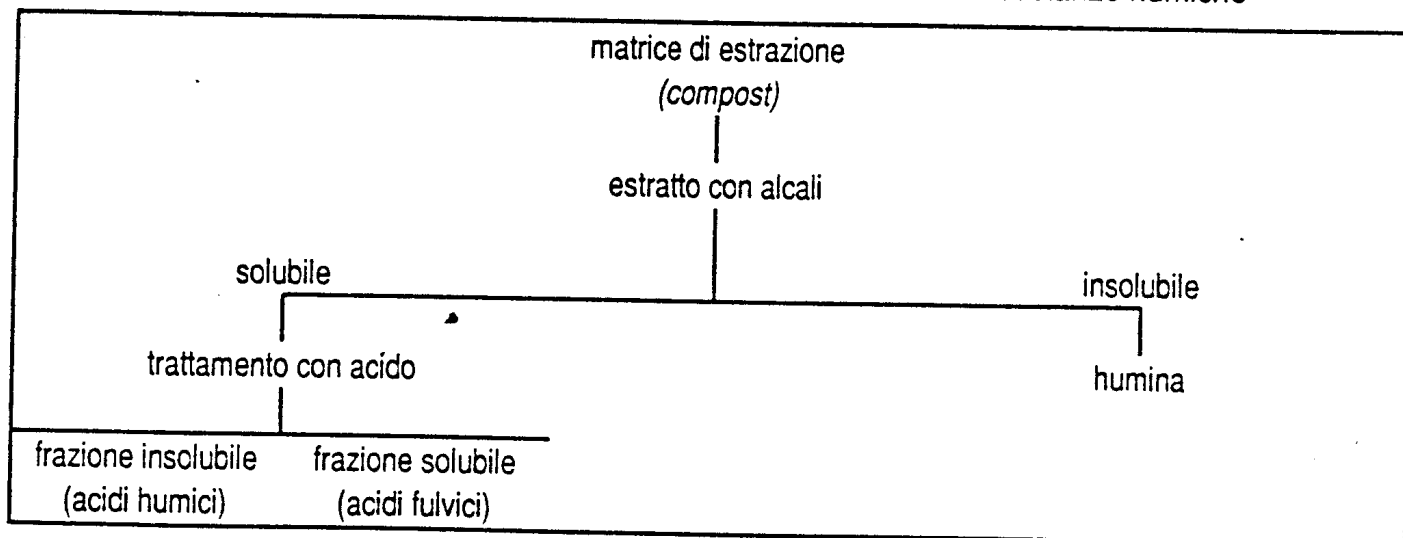 humiche
matrice di estrazione
(compost)
estratto con alcali
solubile
insolubile
trattamento con acido
humina
frazione insolubile
(acidi humici)
frazione solubile
(acidi fulvici)